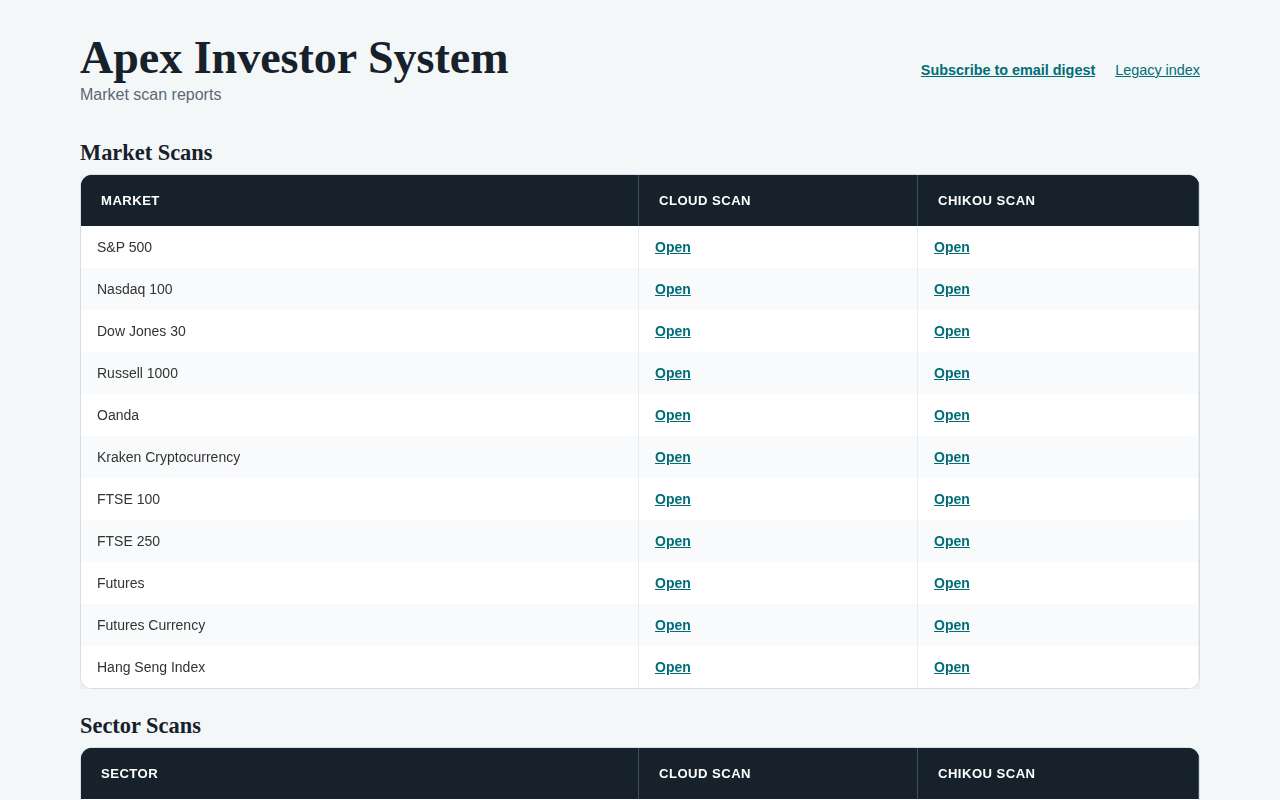 Apex Investor System
Subscribe to email digest Legacy index
Market scan reports
Market Scans
MARKET CLOUD SCAN CHIKOU SCAN
S&P 500 Open Open
Nasdaq 100 Open Open
Dow Jones 30 Open Open
Russell 1000 Open Open
Oanda Open Open
Kraken Cryptocurrency Open Open
FTSE 100 Open Open
FTSE 250 Open Open
Futures Open Open
Futures Currency Open Open
Hang Seng Index Open Open
Sector Scans
SECTOR CLOUD SCAN CHIKOU SCAN